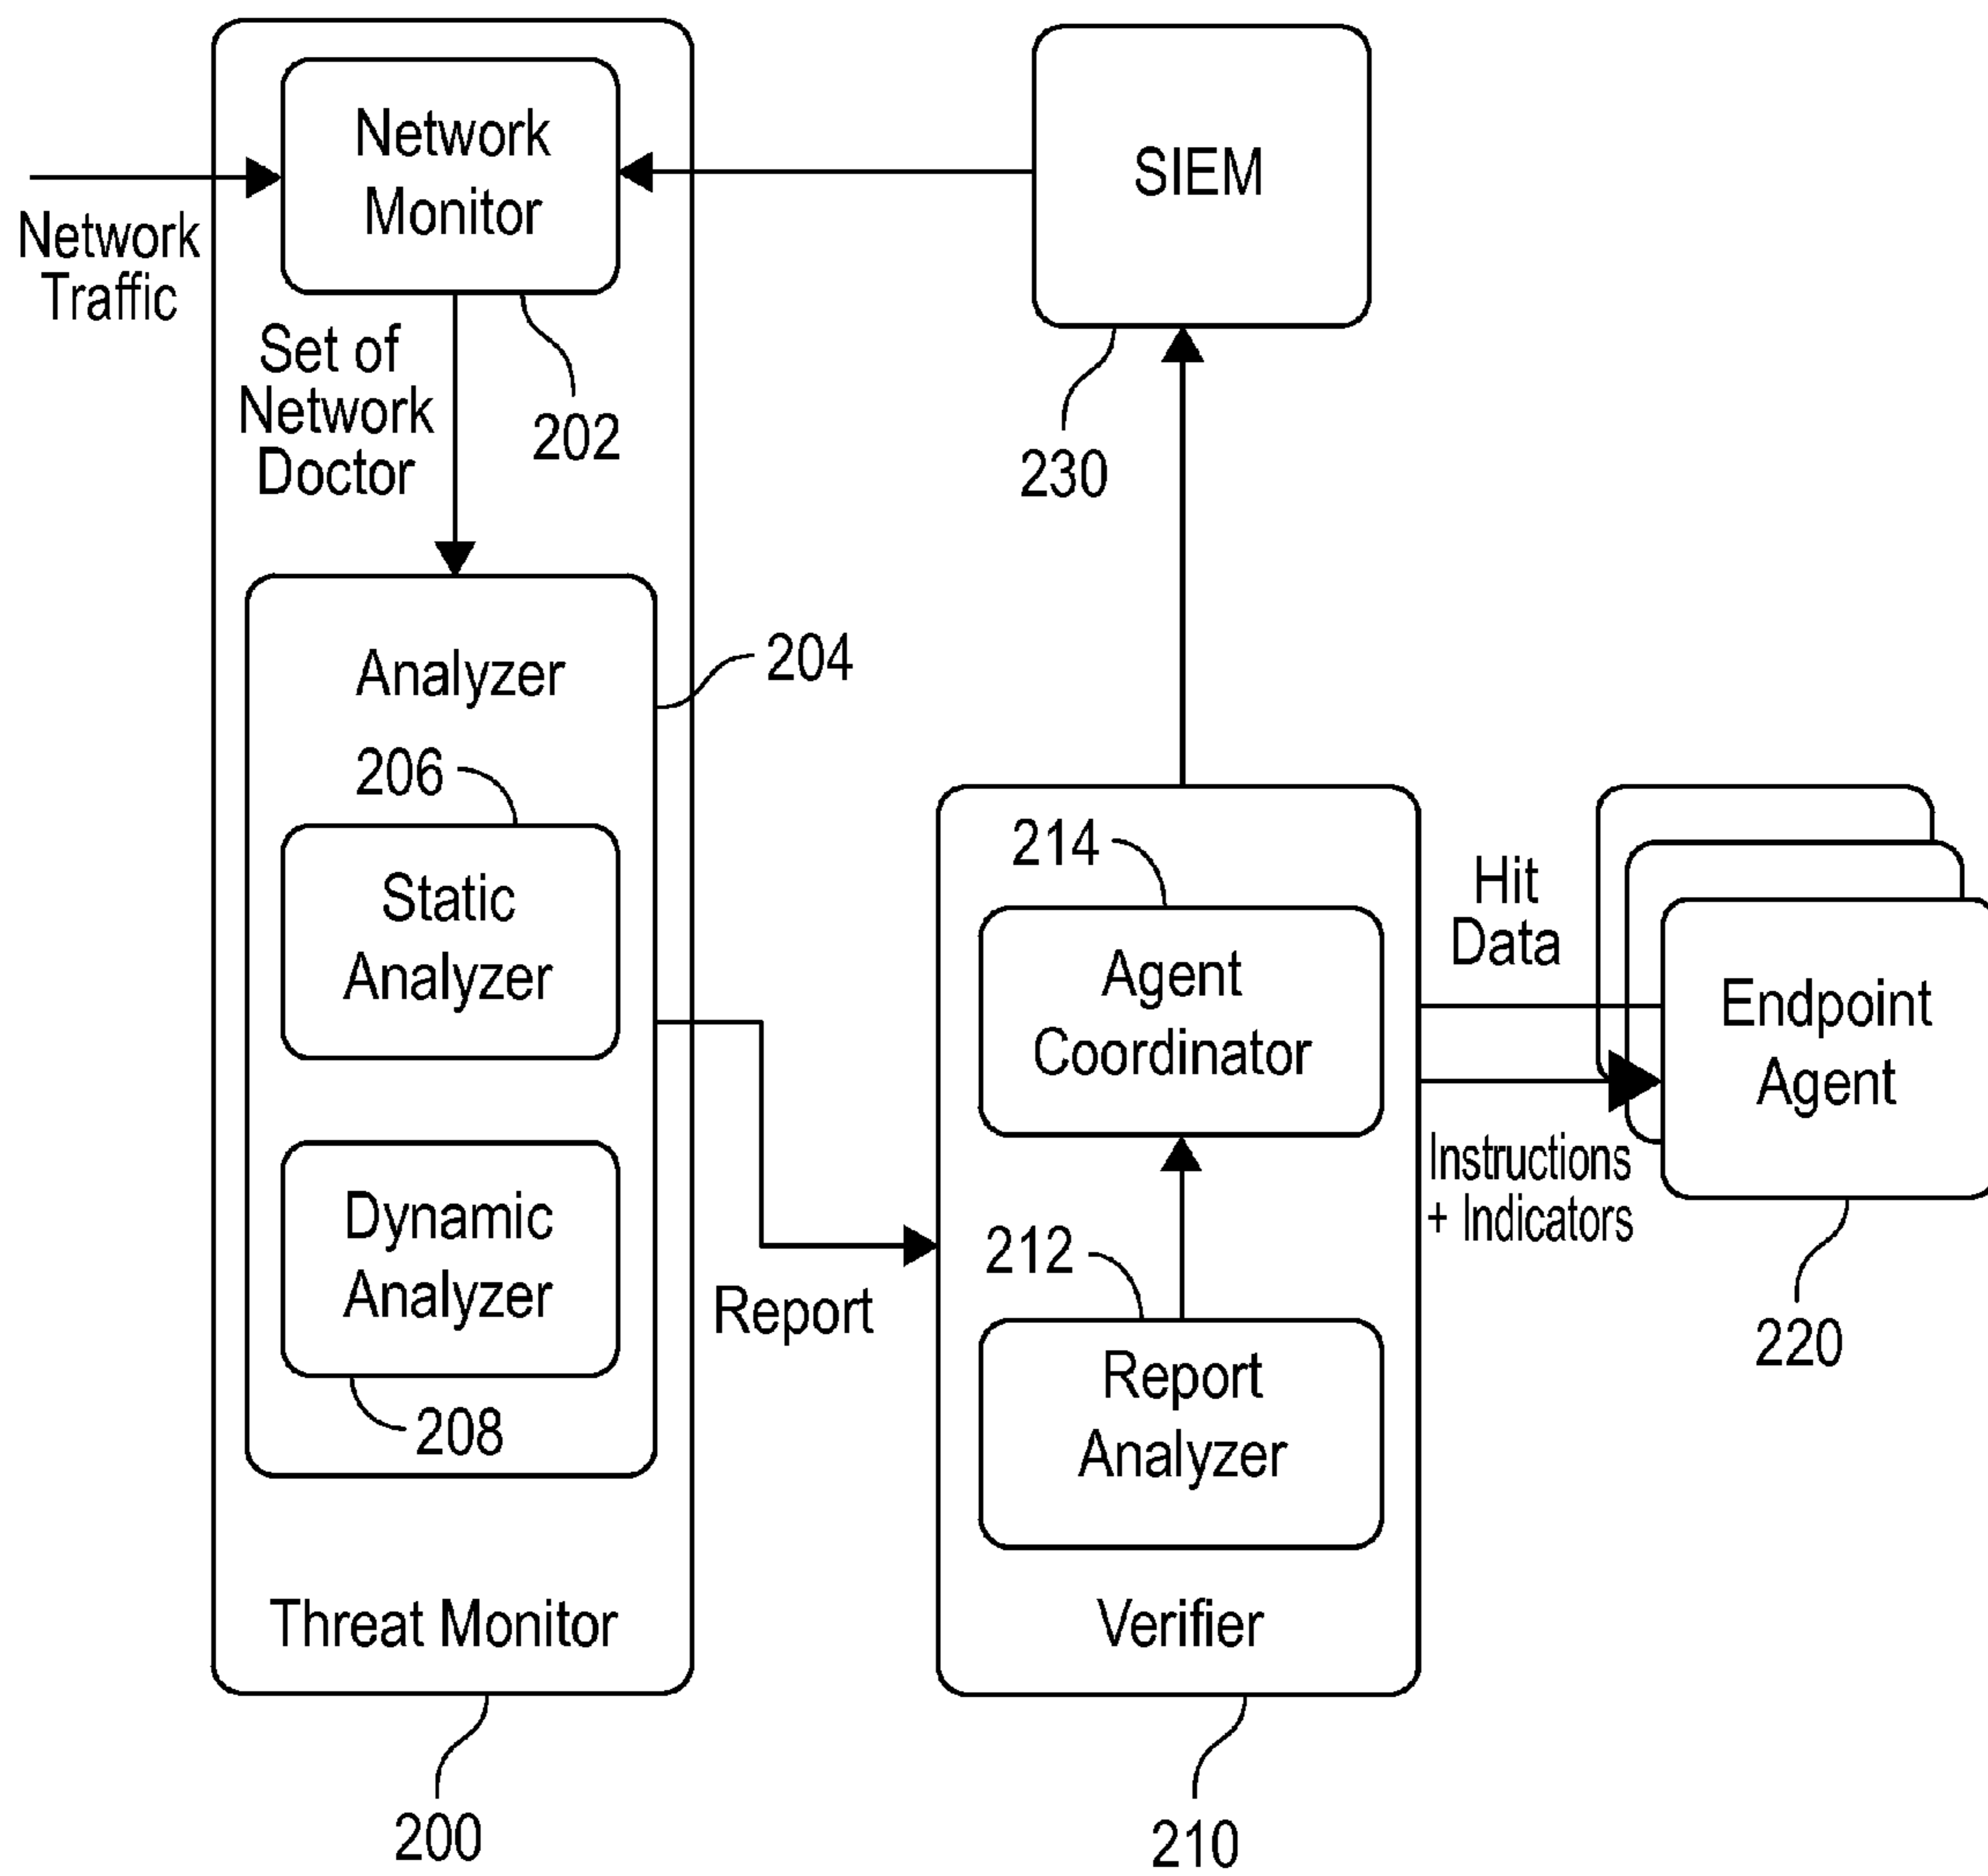 Network
Monitor
Network
Traffic
Set of
Network
Doctor
202
SIEM
230
Analyzer
204
206
Static
Analyzer
Dynamic
Analyzer
208
Threat Monitor
200
Report
214
Agent
Coordinator
212
Report
Analyzer
Verifier
210
Hit
Data
Instructions
+ Indicators
Endpoint
Agent
220